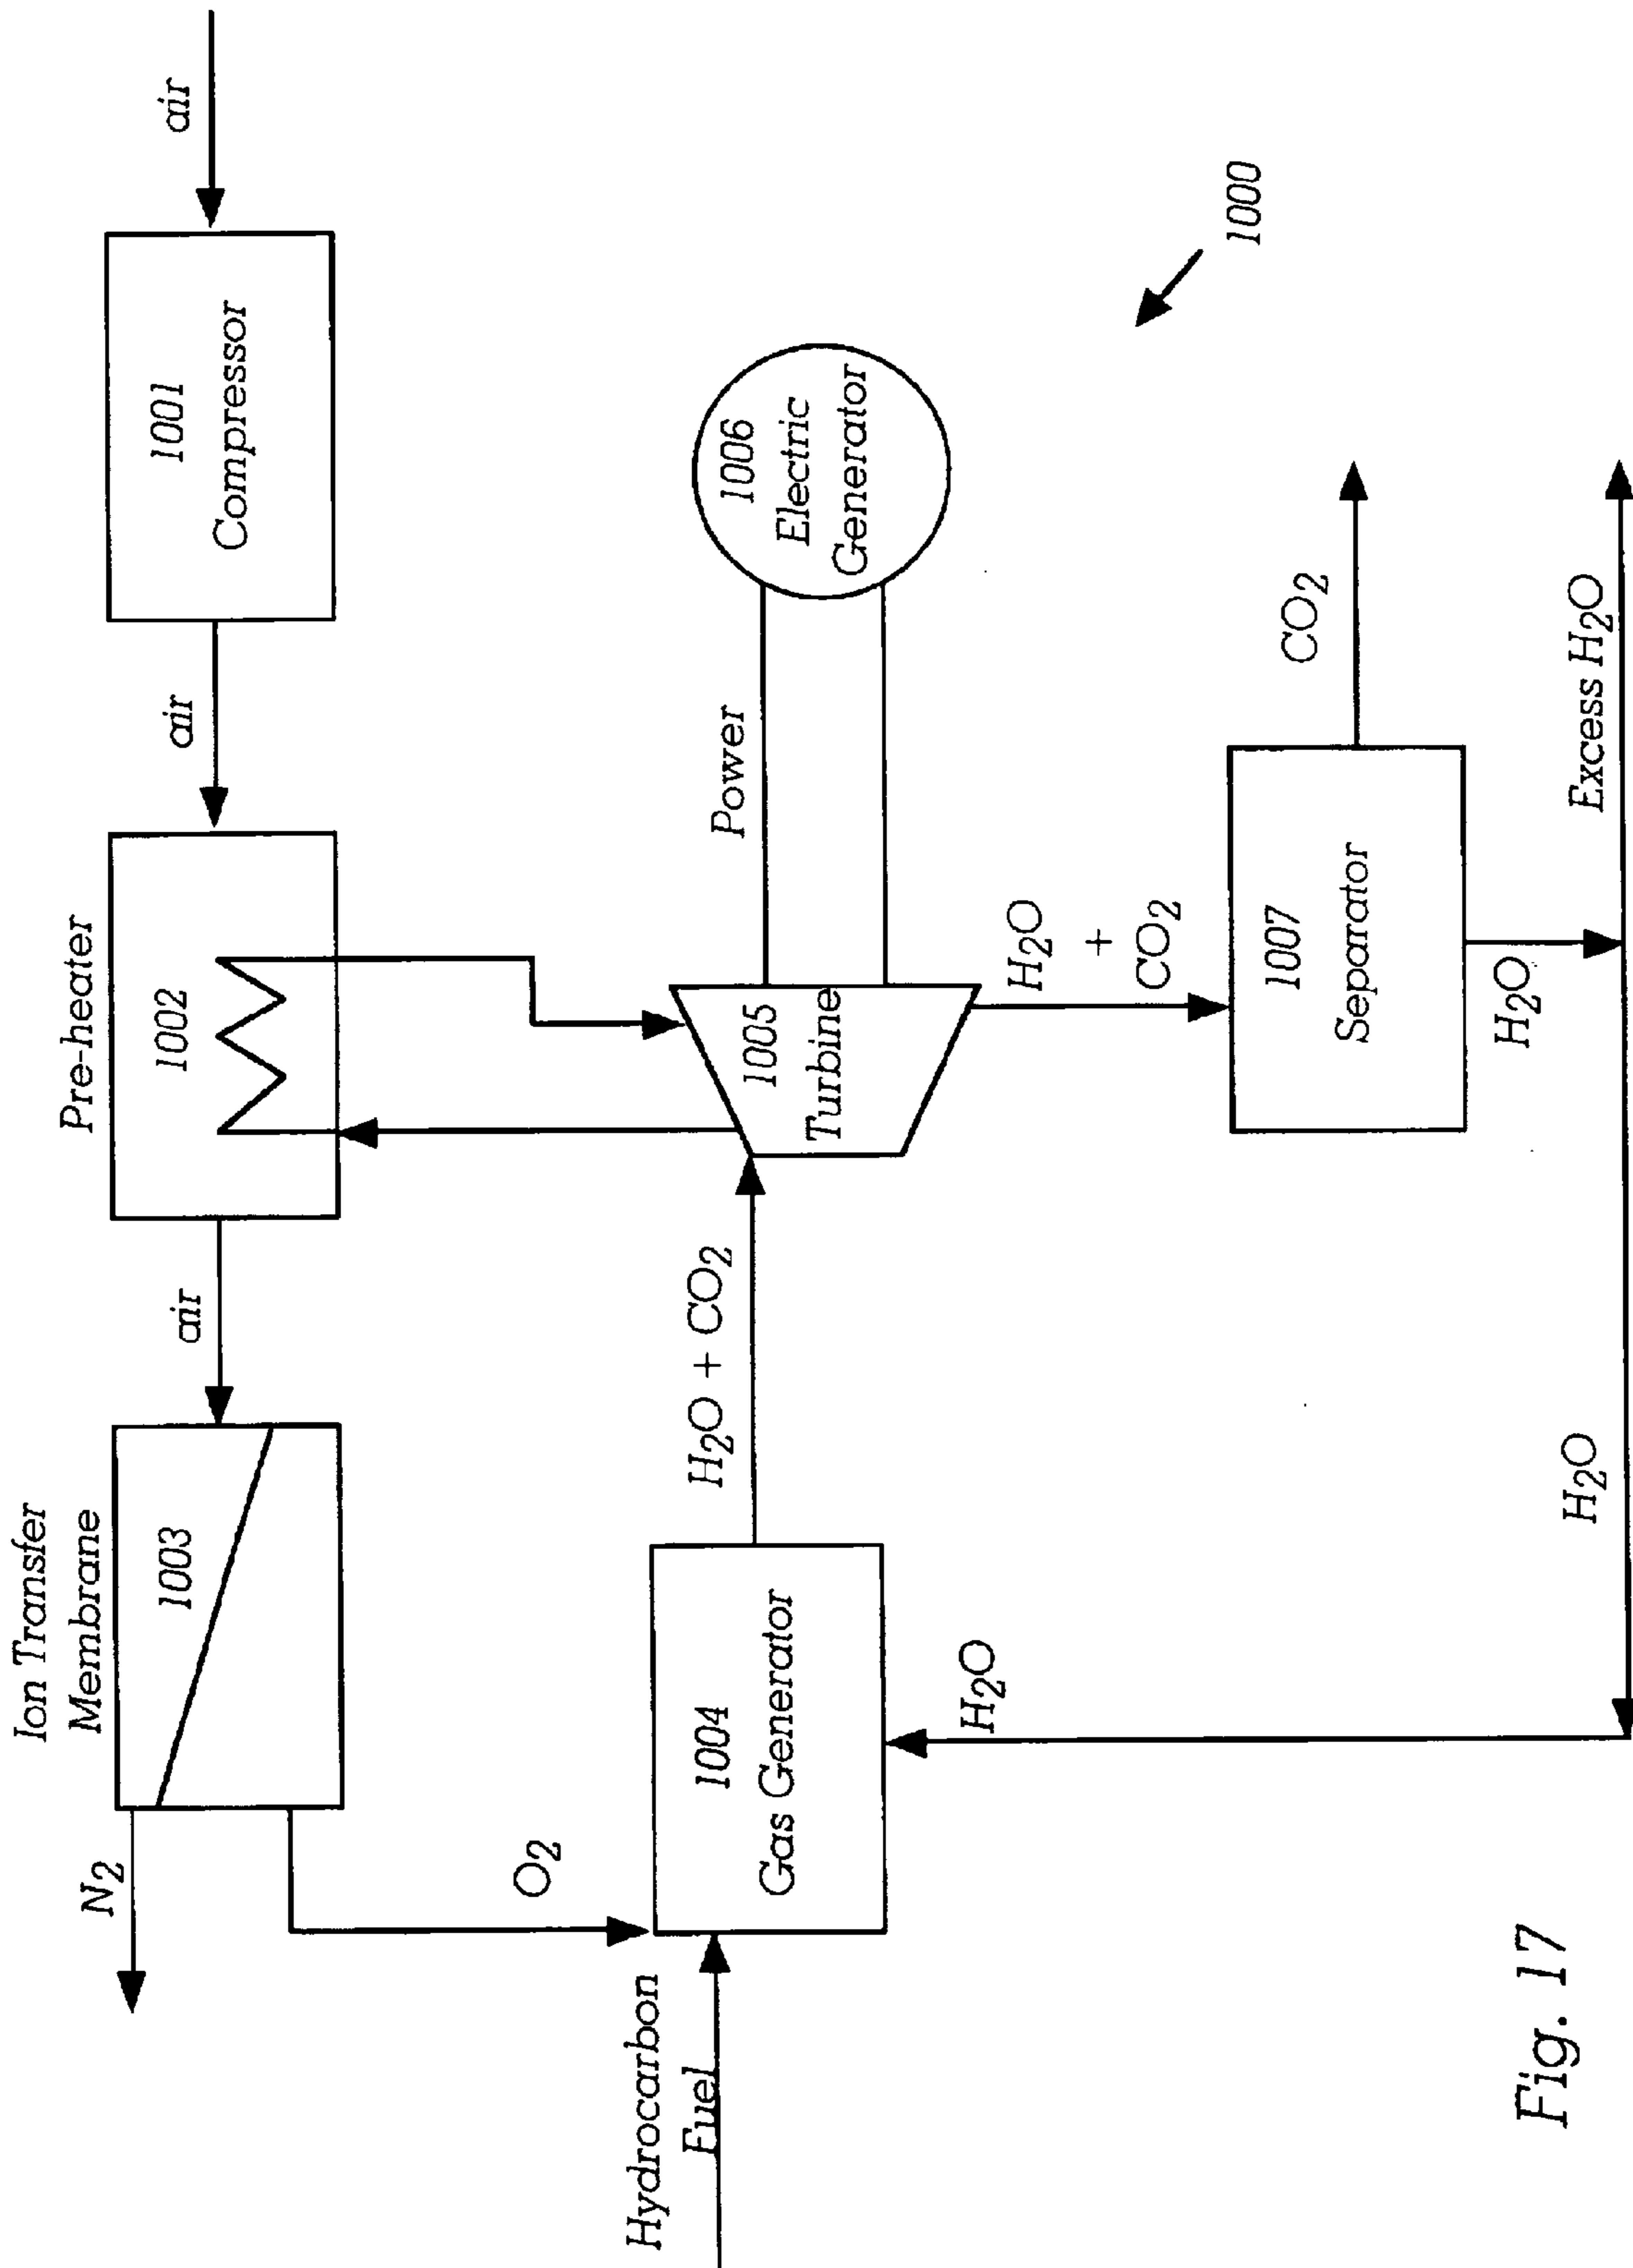 Ion Transfer
Membrane
Pre-heater
N2
1003
air
1002
air
1001
Compressor
air
O2
Hydrocarbon
Fuel
1004
Gas Generator
H2O + CO2
1005
Turbine
Power
1006
Electric
Generator
H2O
H2O
+
CO2
1000
1007
Separator
CO2
H2O
H2O
Excess H2O
Fig. 17